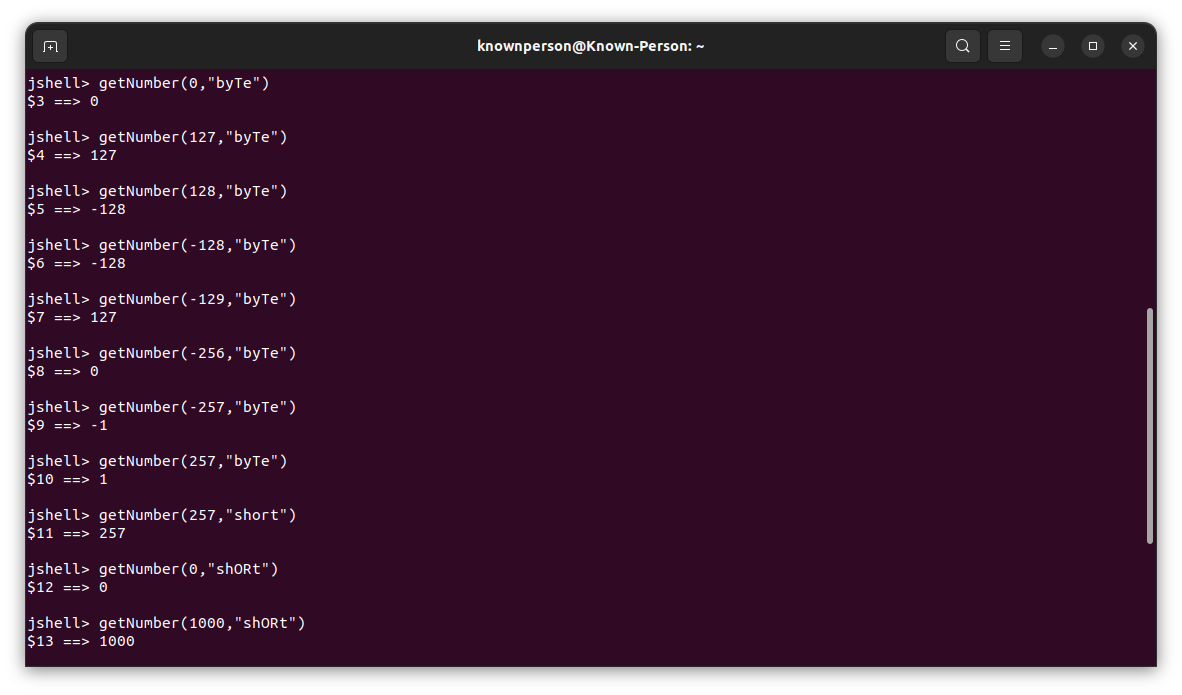 knownperson@Known-Person: ~
jshell> getNumber(0,"byTe")
$3 ==> 0
jshell> getNumber(127,"byTe")
$4 ==> 127
jshell> getNumber(128,"byTe")
$5 ==> -128
jshell> getNumber(-128,"byTe")
$6 ==> -128
jshell> getNumber(-129,"byTe")
$7 ==> 127
jshell> getNumber(-256,"byTe")
$8 ==> 0
jshell> getNumber(-257,"byTe")
$9 ==> -1
jshell> getNumber(257,"byTe")
$10 ==> 1
jshell> getNumber(257,"short")
$11 ==> 257
jshell> getNumber(0,"shORt")
$12 ==> 0
jshell> getNumber(1000,"shORt")
$13 ==> 1000